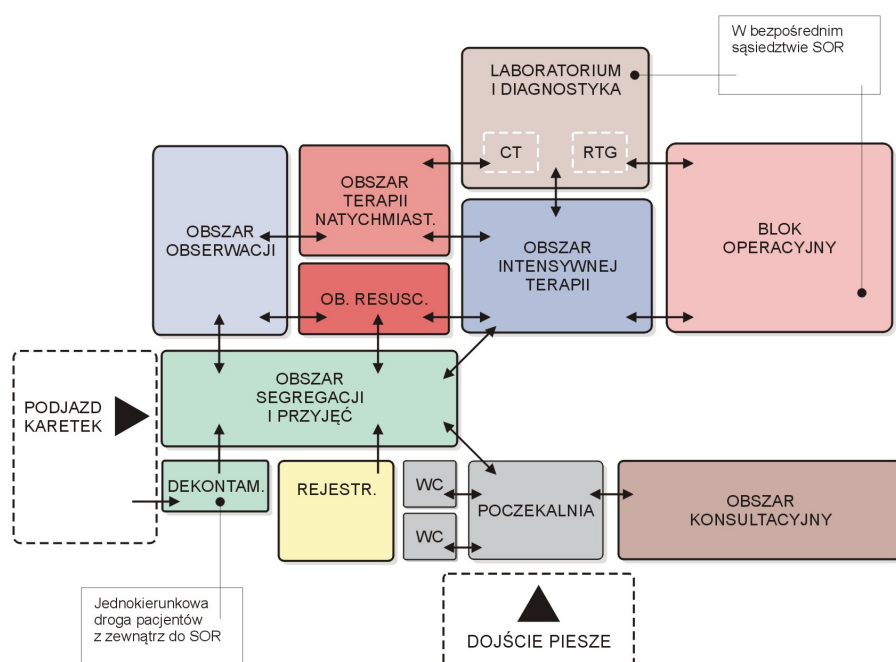 W bezpośrednim
sąsiedztwie SOR
LABORATORIUM
I DIAGNOSTYKA
CT
RTG
OBSZAR
TERAPII
NATYCHMIAST.
OBSZAR
OBSERWACJI
OBSZAR
INTENSYWNEJ
TERAPII
BLOK
OPERACYJNY
OB. RESUSC.
OBSZAR
SEGREGACJI
I PRZYJĘĆ
PODJAZD
KARETEK
DEKONTAM.
REJESTR.
WC
WC
POCZEKALNIA
OBSZAR
KONSULTACYJNY
Jednokierunkowa
droga pacjentów
z zewnątrz do SOR
DOJŚCIE PIESZE